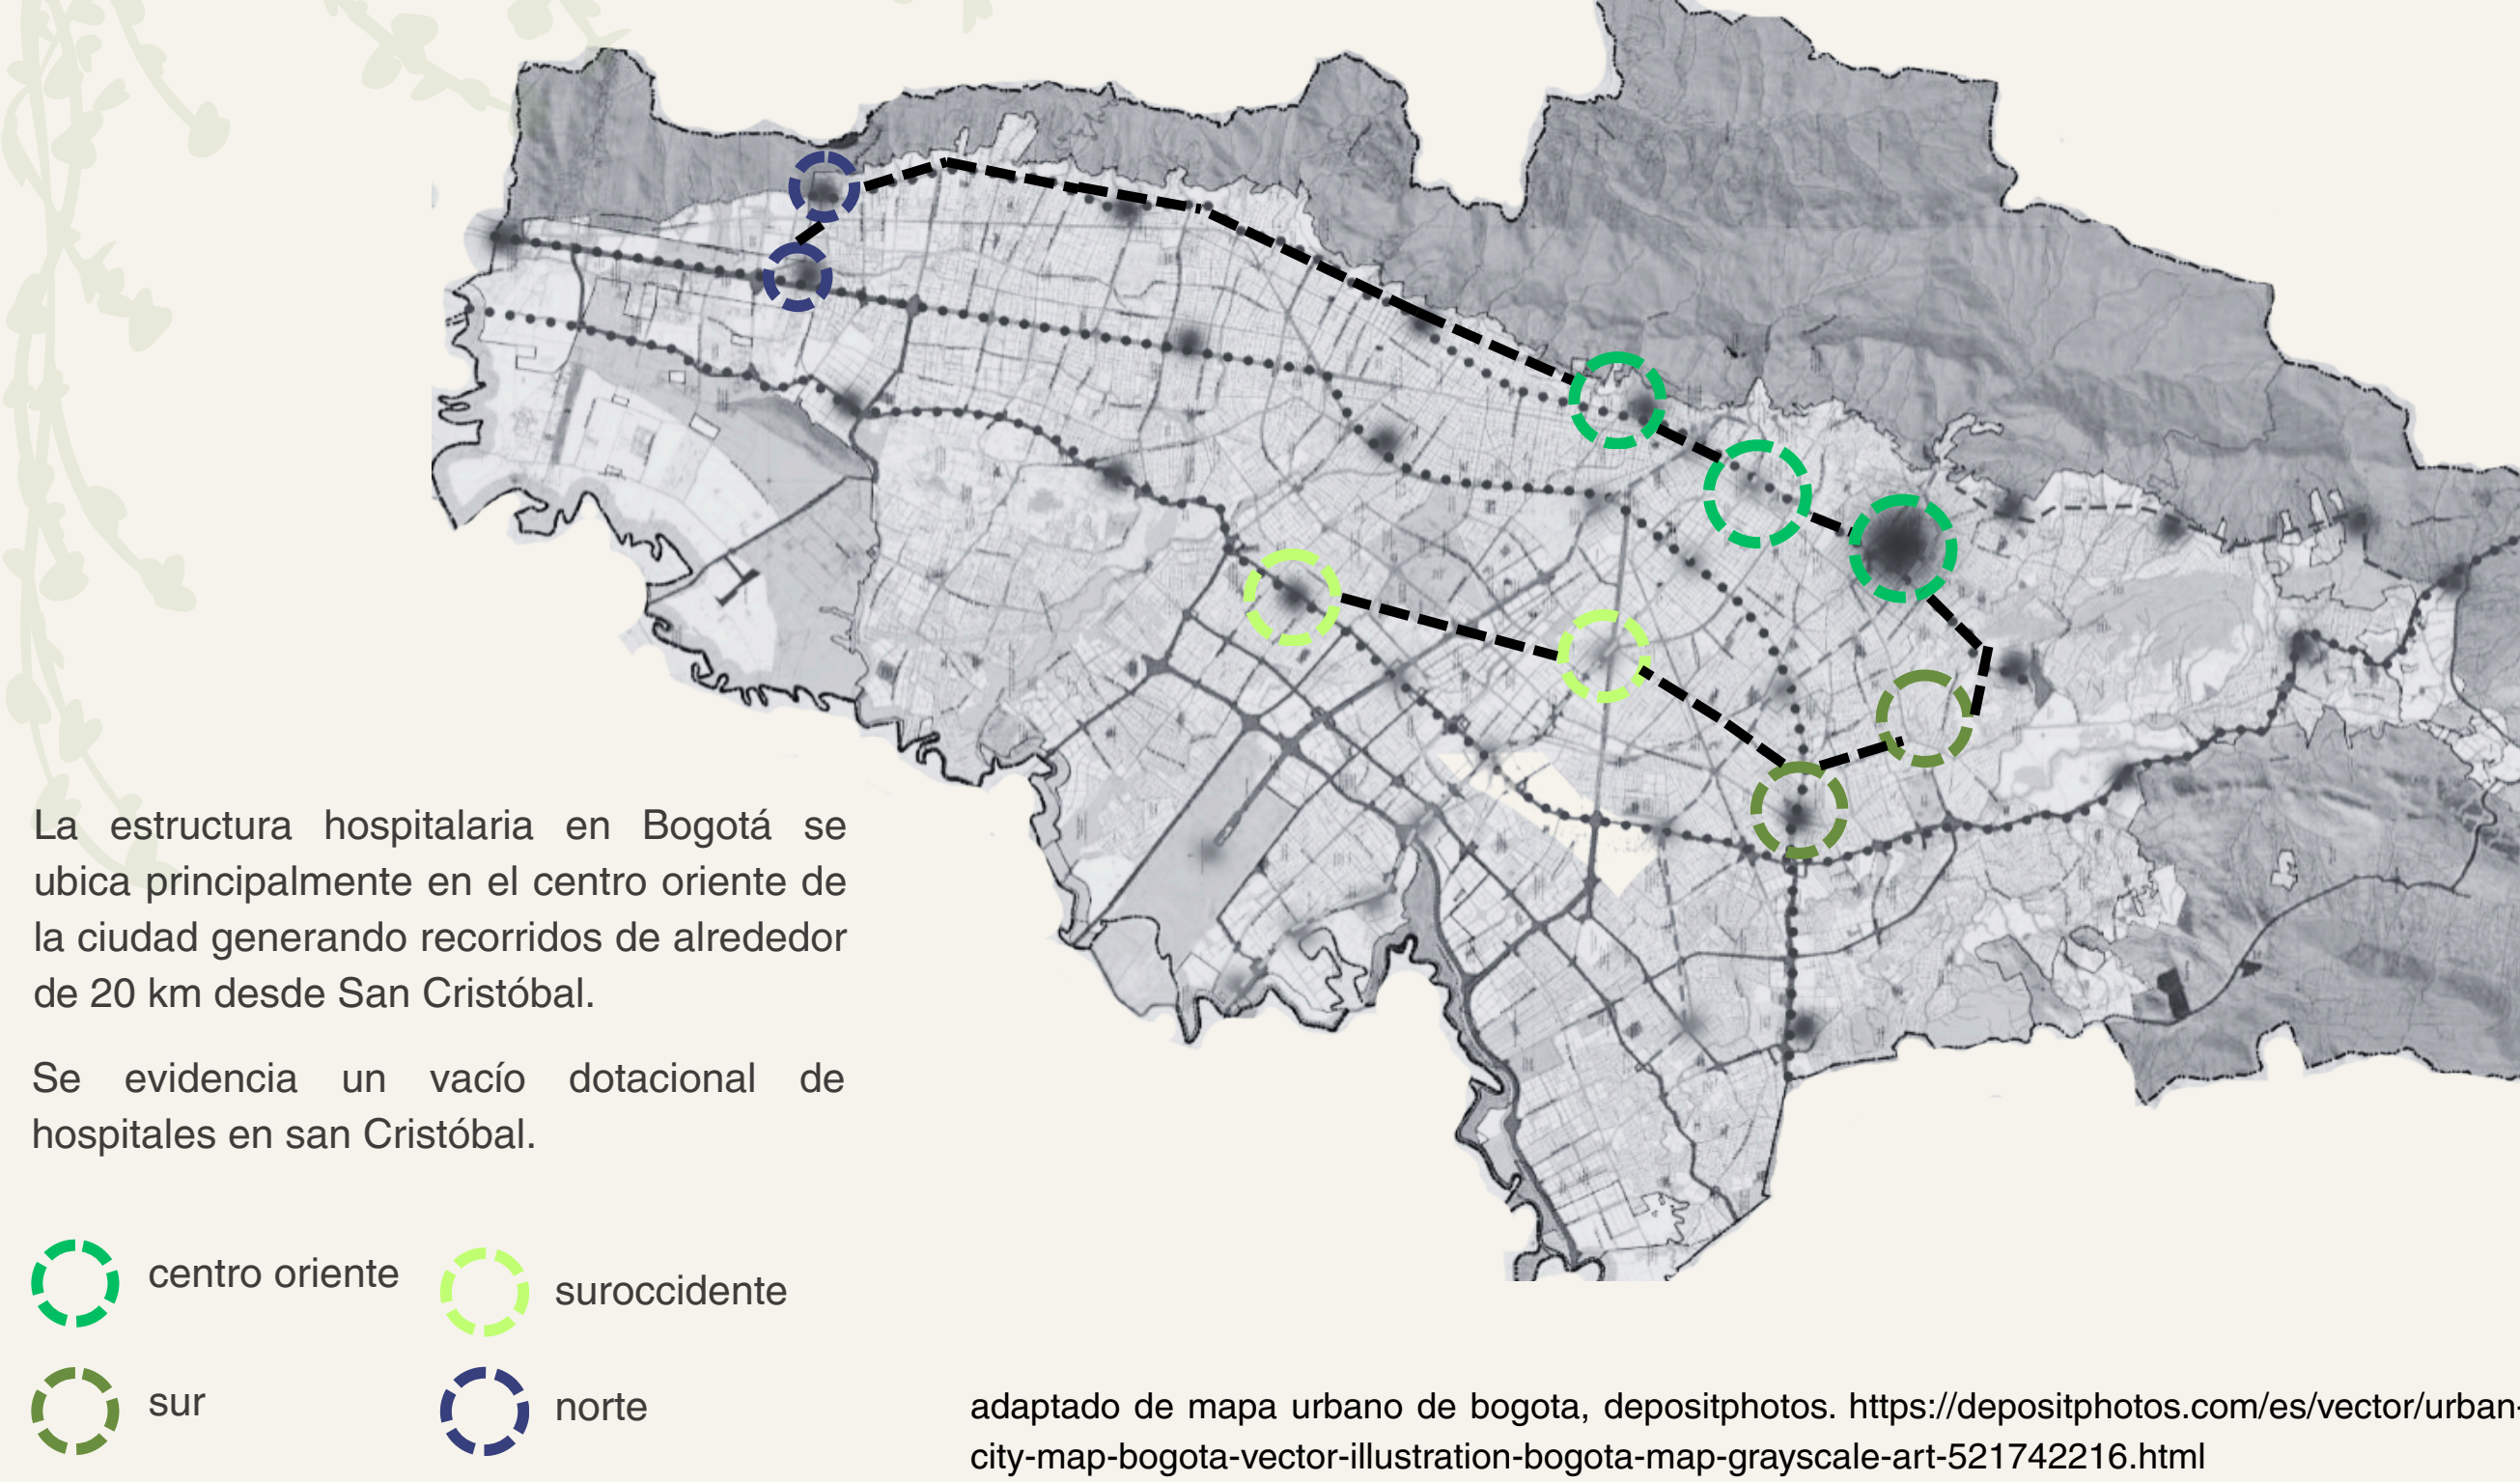 La estructura hospitalaria en Bogotá se
ubica principalmente en el centro oriente de
la ciudad generando recorridos de alrededor
de 20 km desde San Cristóbal.
Se evidencia un vacío dotacional de
hospitales en san Cristóbal.
centro oriente
suroccidente
sur
norte
adaptado de mapa urbano de bogota, depositphotos. https://depositphotos.com/es/vector/urban-
city-map-bogota-vector-illustration-bogota-map-grayscale-art-521742216.html